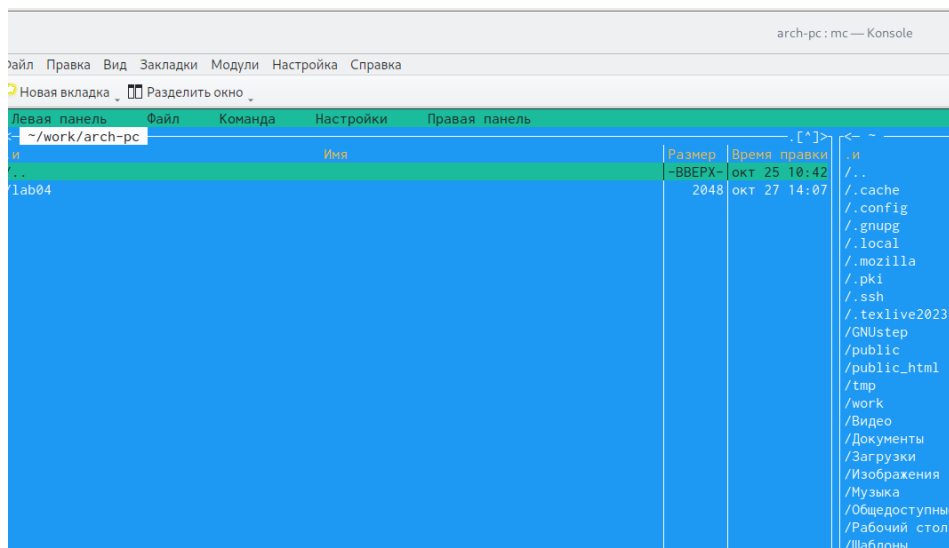 arch-pc : mc — Konsole
Файл Правка Вид Закладки Модули Настройка Справка
Новая вкладка Разделить окно
Левая панель Файл Команда Настройки Правая панель
<─ ~/work/arch-pc .[^]> <─ ~
.и Имя Размер Время правки .и
/.. -ВВЕРХ- окт 25 10:42 /..
/lab04 2048 окт 27 14:07 /.cache
/.config
/.gnupg
/.local
/.mozilla
/.pki
/.ssh
/.texlive2023
/GNUstep
/public
/public_html
/tmp
/work
/Видео
/Документы
/Загрузки
/Изображения
/Музыка
/Общедоступны
/Рабочий стол
/Шаблоны